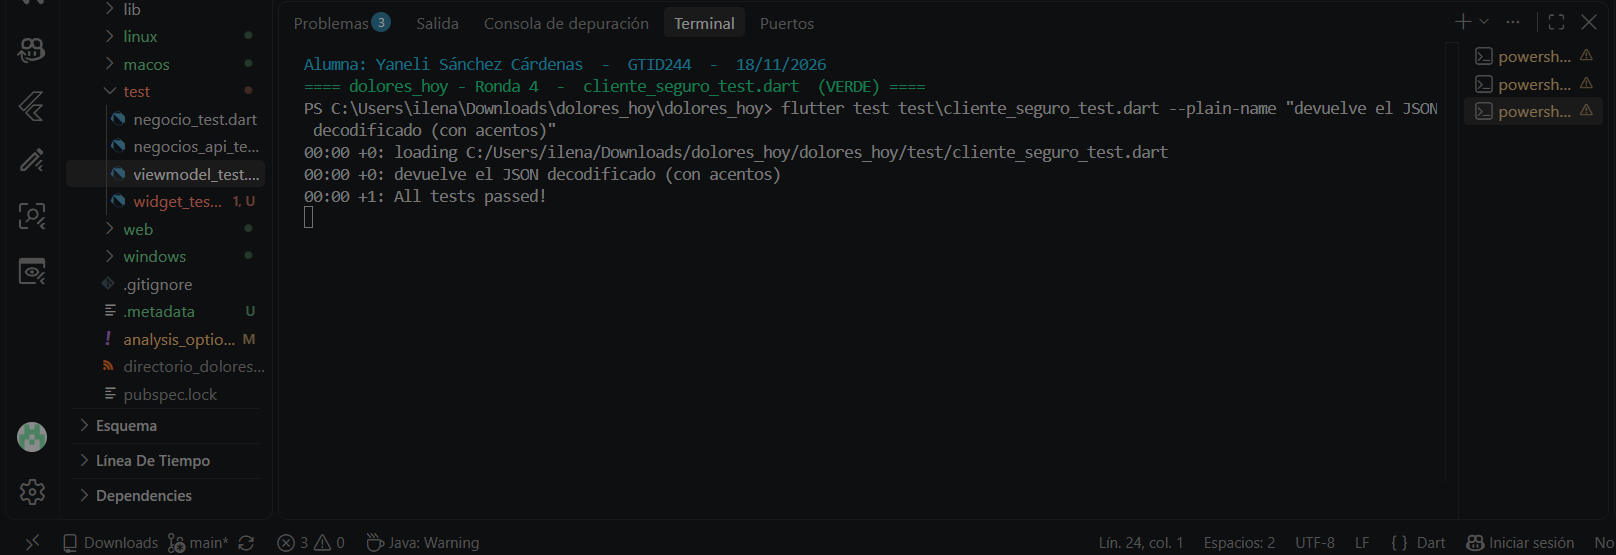 lib
linux
macos
test
negocio_test.dart
negocios_api_te...
viewmodel_test....
widget_tes... 1, U
web
windows
.gitignore
.metadata U
analysis_optio... M
directorio_dolores...
pubspec.lock
Esquema
Línea De Tiempo
Dependencies
Problemas 3 Salida Consola de depuración Terminal Puertos
Alumna: Yaneli Sánchez Cárdenas - GTID244 - 18/11/2026
==== dolores_hoy - Ronda 4 - cliente_seguro_test.dart (VERDE) ====
PS C:\Users\ilena\Downloads\dolores_hoy\dolores_hoy> flutter test test\cliente_seguro_test.dart --plain-name "devuelve el JSON
decodificado (con acentos)"
00:00 +0: loading C:/Users/ilena/Downloads/dolores_hoy/dolores_hoy/test/cliente_seguro_test.dart
00:00 +0: devuelve el JSON decodificado (con acentos)
00:00 +1: All tests passed!
powersh...
powersh...
powersh...
Downloads main* 3 0 Java: Warning Lín. 24, col. 1 Espacios: 2 UTF-8 LF { } Dart Iniciar sesión No